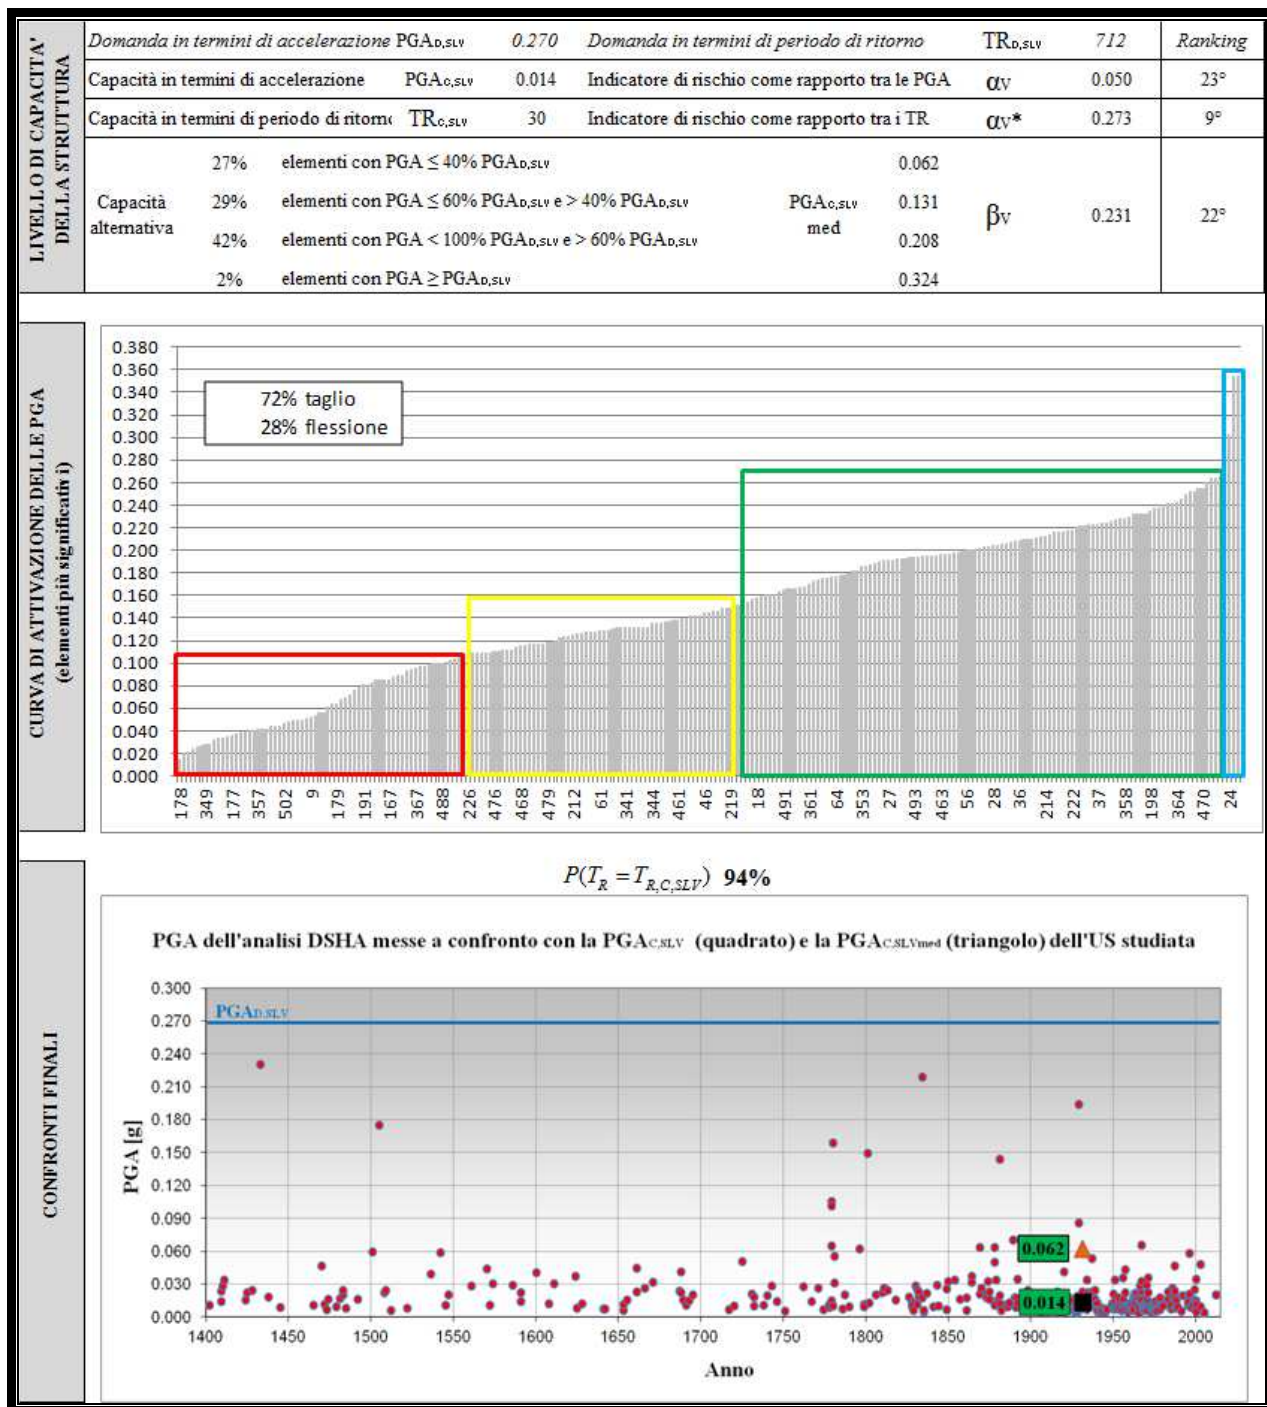 LIVELLO DI CAPACITA'
DELLA STRUTTURA
Domanda in termini di accelerazione PGAD,SLV 0.270 Domanda in termini di periodo di ritorno TRD,SLV 712 Ranking
Capacità in termini di accelerazione PGAC,SLV 0.014 Indicatore di rischio come rapporto tra le PGA αV 0.050 23°
Capacità in termini di periodo di ritorno TRC,SLV 30 Indicatore di rischio come rapporto tra i TR αV* 0.273 9°
Capacità
alternativa
27% elementi con PGA ≤ 40% PGAD,SLV 0.062
29% elementi con PGA ≤ 60% PGAD,SLV e > 40% PGAD,SLV 0.131
42% elementi con PGA < 100% PGAD,SLV e > 60% PGAD,SLV 0.208
2% elementi con PGA ≥ PGAD,SLV 0.324
PGAC,SLV
med
βV 0.231 22°
CURVA DI ATTIVAZIONE DELLE PGA
(elementi più significativi)
0.380
0.360
0.340
0.320
0.300
0.280
0.260
0.240
0.220
0.200
0.180
0.160
0.140
0.120
0.100
0.080
0.060
0.040
0.020
0.000
72% taglio
28% flessione
178 349 177 357 502 9 179 191 167 367 488 226 476 468 479 212 61 341 344 461 46 219 18 491 361 64 353 27 493 463 56 28 36 214 222 37 358 198 364 470 24
CONFRONTI FINALI
P(TR = TR,C,SLV) 94%
PGA dell'analisi DSHA messe a confronto con la PGAC,SLV (quadrato) e la PGAC,SLVmed (triangolo) dell'US studiata
PGA [g]
0.300
0.270
0.240
0.210
0.180
0.150
0.120
0.090
0.060
0.030
0.000
PGAD,SLV
0.062
0.014
1400 1450 1500 1550 1600 1650 1700 1750 1800 1850 1900 1950 2000
Anno